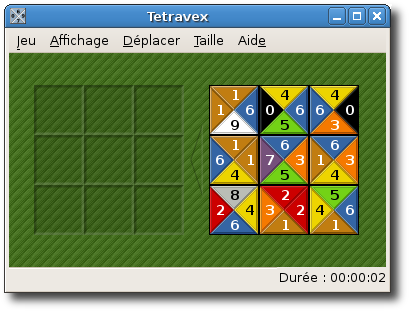 Tetravex
Jeu Affichage Déplacer Taille Aide
1 4 4
1 6 0 6 6 0
9 5 3
1 6 6
6 1 7 3 1 3
4 5 4
8 2 5
2 4 3 2 4 6
6 1 1
Durée : 00:00:02